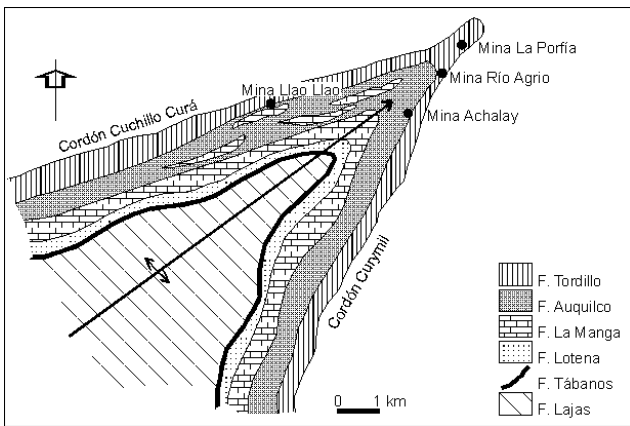 Mina La Porfía
Mina Río Agrio
Mina Llao Llao
Mina Achalay
Cordón Cuchillo Curá
Cordón Curymil
F. Tordillo
F. Auquilco
F. La Manga
F. Lotena
F. Tábanos
F. Lajas
0 1 km